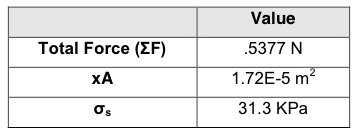 Value
Total Force (ΣF) .5377 N
xA 1.72E-5 m²
σₛ 31.3 KPa